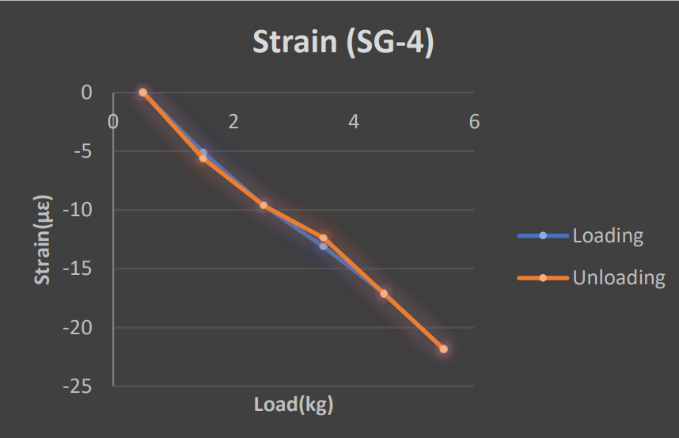 Strain (SG-4)
0
0 2 4 6
-5
-10
-15
-20
-25
Strain(µε)
Load(kg)
Loading
Unloading